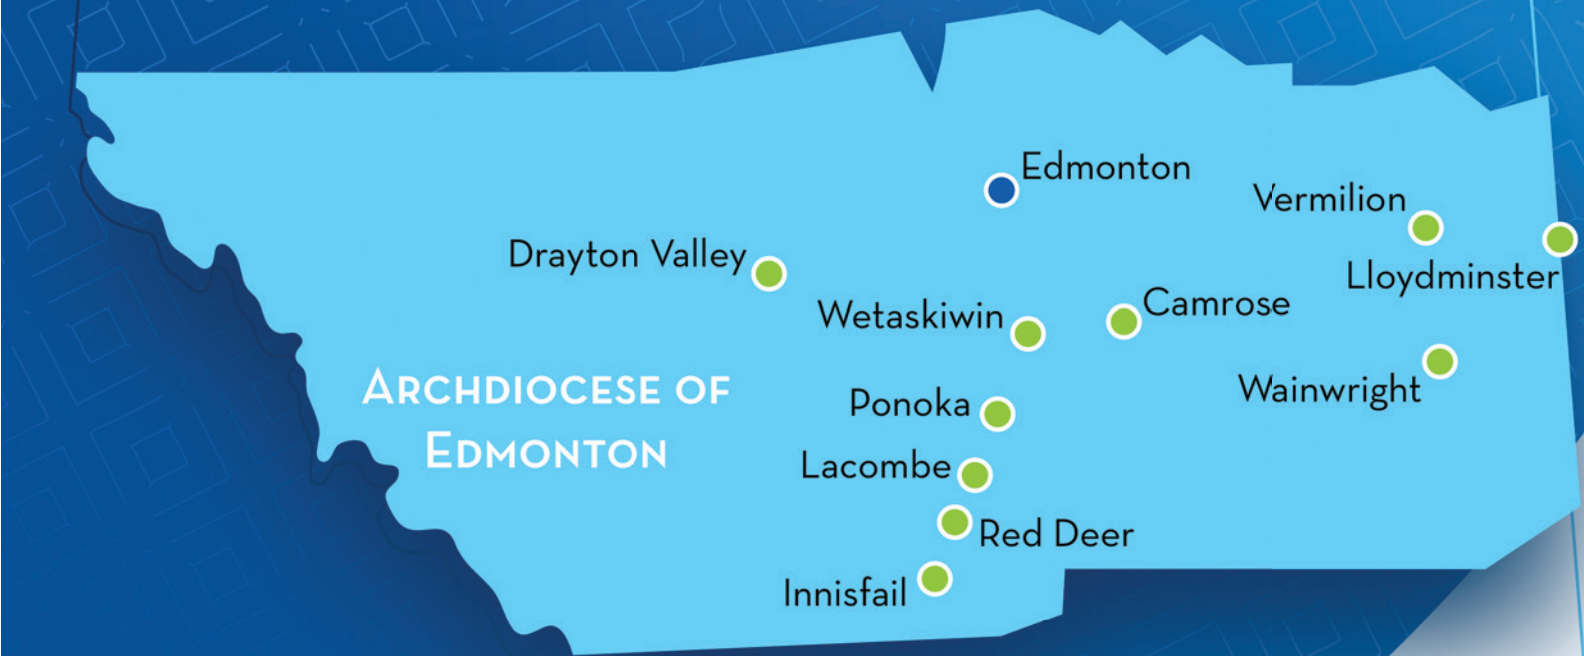 Edmonton
Vermilion
Drayton Valley
Lloydminster
Wetaskiwin
Camrose
ARCHDIOCESE OF
EDMONTON
Wainwright
Ponoka
Lacombe
Red Deer
Innisfail